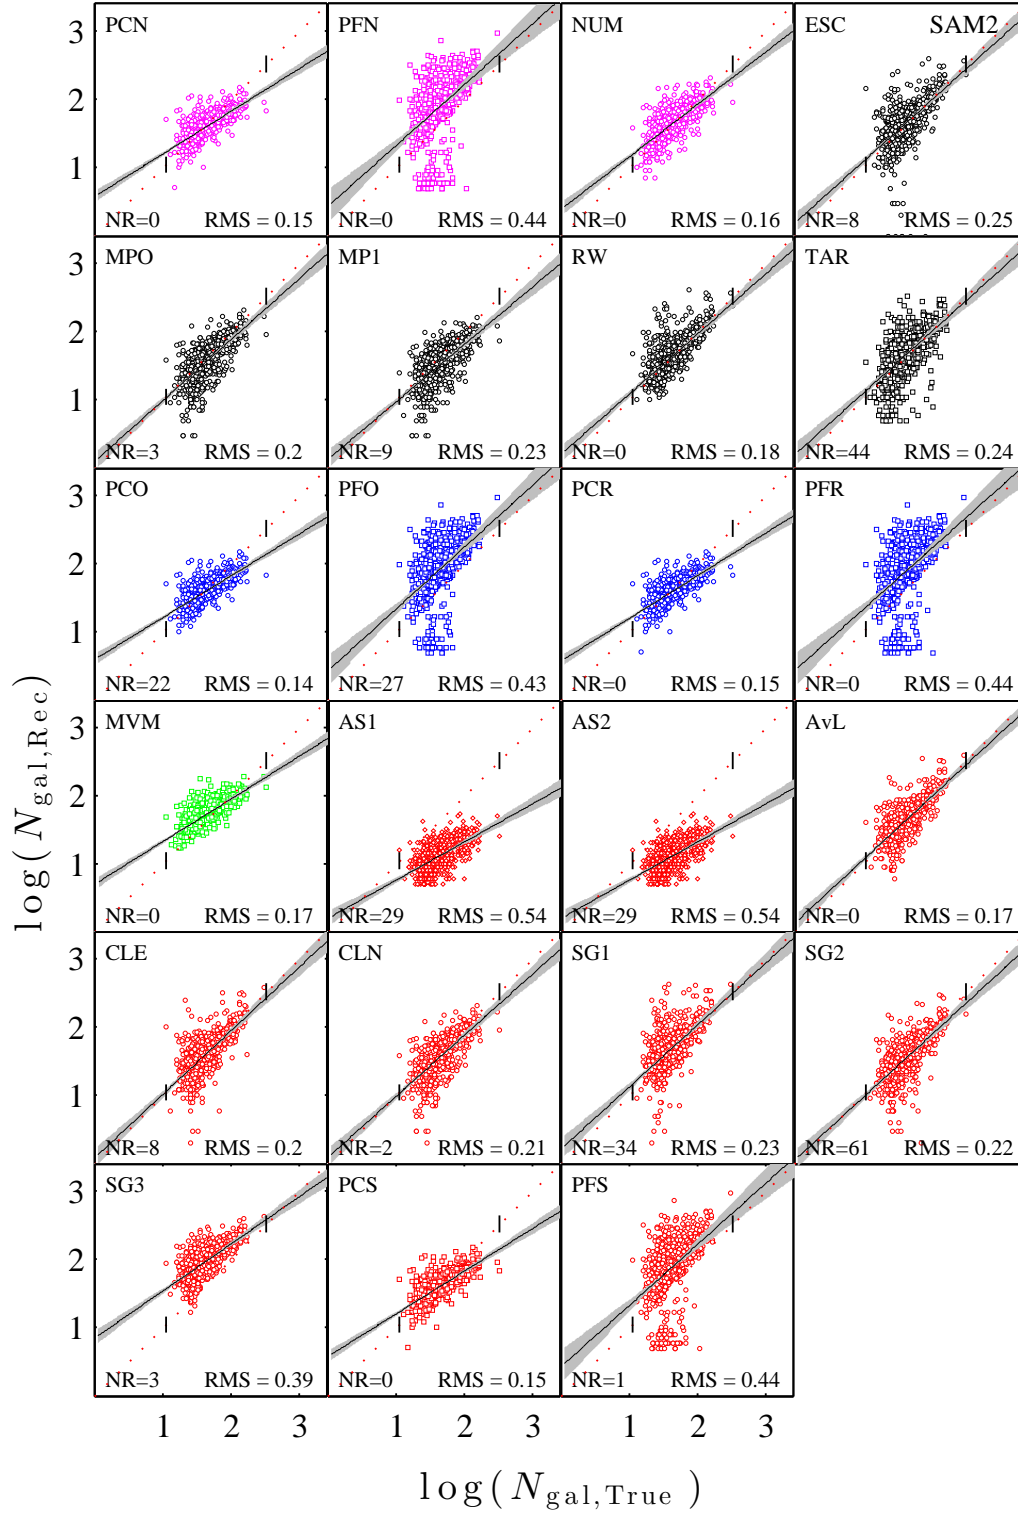 PCN PFN NUM ESC SAM2
3
2
1
NR=0 RMS = 0.15 NR=0 RMS = 0.44 NR=0 RMS = 0.16 NR=8 RMS = 0.25
MPO MP1 RW TAR
3
2
1
NR=3 RMS = 0.2 NR=9 RMS = 0.23 NR=0 RMS = 0.18 NR=44 RMS = 0.24
PCO PFO PCR PFR
3
2
1
NR=22 RMS = 0.14 NR=27 RMS = 0.43 NR=0 RMS = 0.15 NR=0 RMS = 0.44
log(N_gal,Rec)
MVM AS1 AS2 AvL
3
2
1
NR=0 RMS = 0.17 NR=29 RMS = 0.54 NR=29 RMS = 0.54 NR=0 RMS = 0.17
CLE CLN SG1 SG2
3
2
1
NR=8 RMS = 0.2 NR=2 RMS = 0.21 NR=34 RMS = 0.23 NR=61 RMS = 0.22
SG3 PCS PFS
3
2
1
NR=3 RMS = 0.39 NR=0 RMS = 0.15 NR=1 RMS = 0.44
1 2 3 1 2 3 1 2 3
log(N_gal,True)